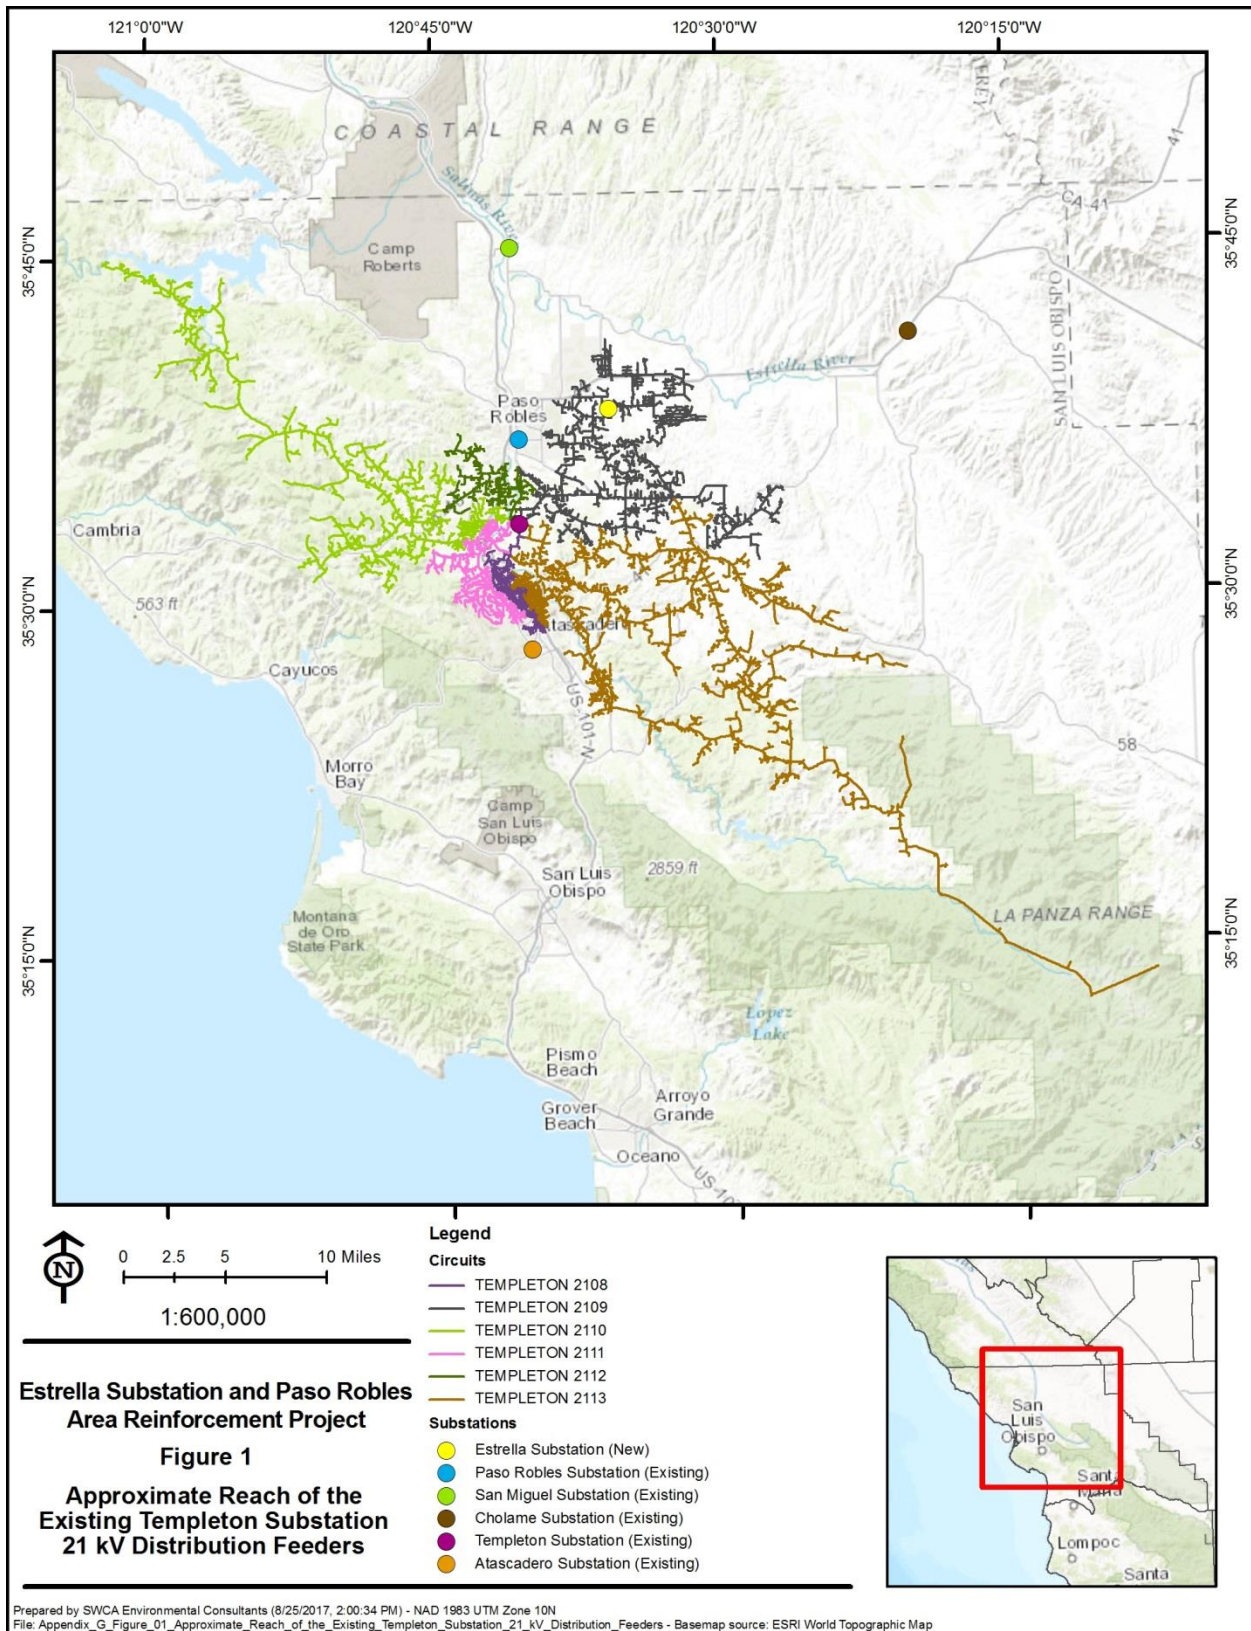 121°0'0"W
120°45'0"W
120°30'0"W
120°15'0"W
35°45'0"N
35°30'0"N
35°15'0"N
35°45'0"N
35°30'0"N
35°15'0"N
COASTAL RANGE
Salinas River
41
CA-41
Camp
Roberts
SAN LUIS OBISPO
Estrella River
Paso
Robles
Cambria
563 ft
Atascadero
Cayucos
US-101-N
58
Morro
Bay
Camp
San Luis
Obispo
San Luis
Obispo
2859 ft
LA PANZA RANGE
Montana
de Oro
State Park
Lopez
Lake
Pismo
Beach
Grover
Beach
Arroyo
Grande
Oceano
N
0 2.5 5 10 Miles
1:600,000
Estrella Substation and Paso Robles
Area Reinforcement Project
Figure 1
Approximate Reach of the
Existing Templeton Substation
21 kV Distribution Feeders
Legend
Circuits
TEMPLETON 2108
TEMPLETON 2109
TEMPLETON 2110
TEMPLETON 2111
TEMPLETON 2112
TEMPLETON 2113
Substations
Estrella Substation (New)
Paso Robles Substation (Existing)
San Miguel Substation (Existing)
Cholame Substation (Existing)
Templeton Substation (Existing)
Atascadero Substation (Existing)
San
Luis
Obispo
Santa
Maria
Lompoc
Santa
Prepared by SWCA Environmental Consultants (8/25/2017, 2:00:34 PM) - NAD 1983 UTM Zone 10N
File: Appendix_G_Figure_01_Approximate_Reach_of_the_Existing_Templeton_Substation_21_kV_Distribution_Feeders - Basemap source: ESRI World Topographic Map